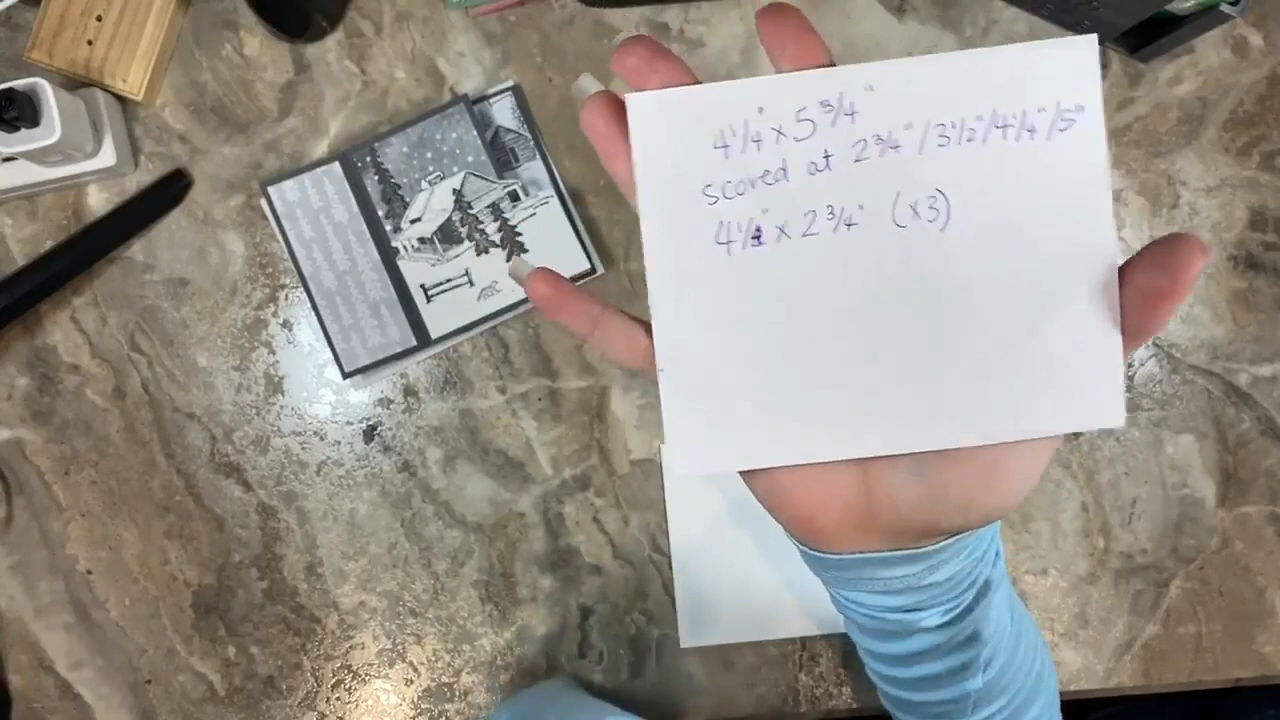 4 1/4" x 5 3/4"
scored at 2 3/4" / 3 1/2" / 4 1/4" / 5"
4 1/4" x 2 3/4" (x3)